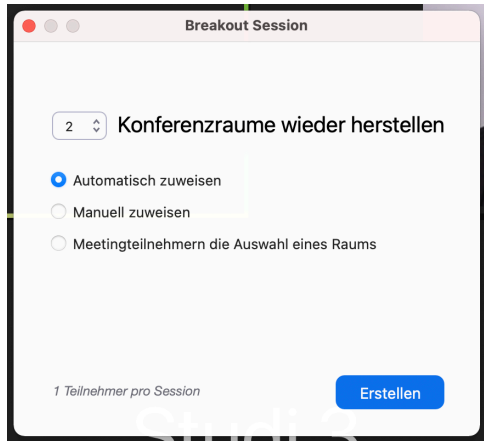 Breakout Session
2 Konferenzraume wieder herstellen
Automatisch zuweisen
Manuell zuweisen
Meetingteilnehmern die Auswahl eines Raums
1 Teilnehmer pro Session
Erstellen
Studi 3